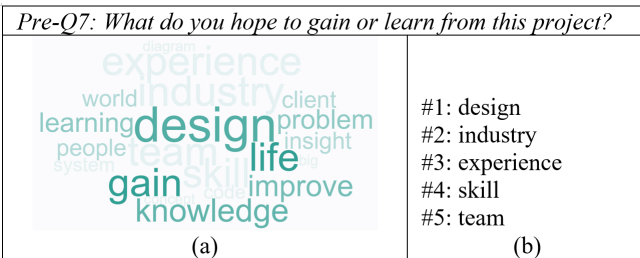 Pre-Q7: What do you hope to gain or learn from this project?
diagram
experience
world industry client
learning design problem
people team life insight
system skill big
gain code improve
knowledge
(a)
#1: design
#2: industry
#3: experience
#4: skill
#5: team
(b)